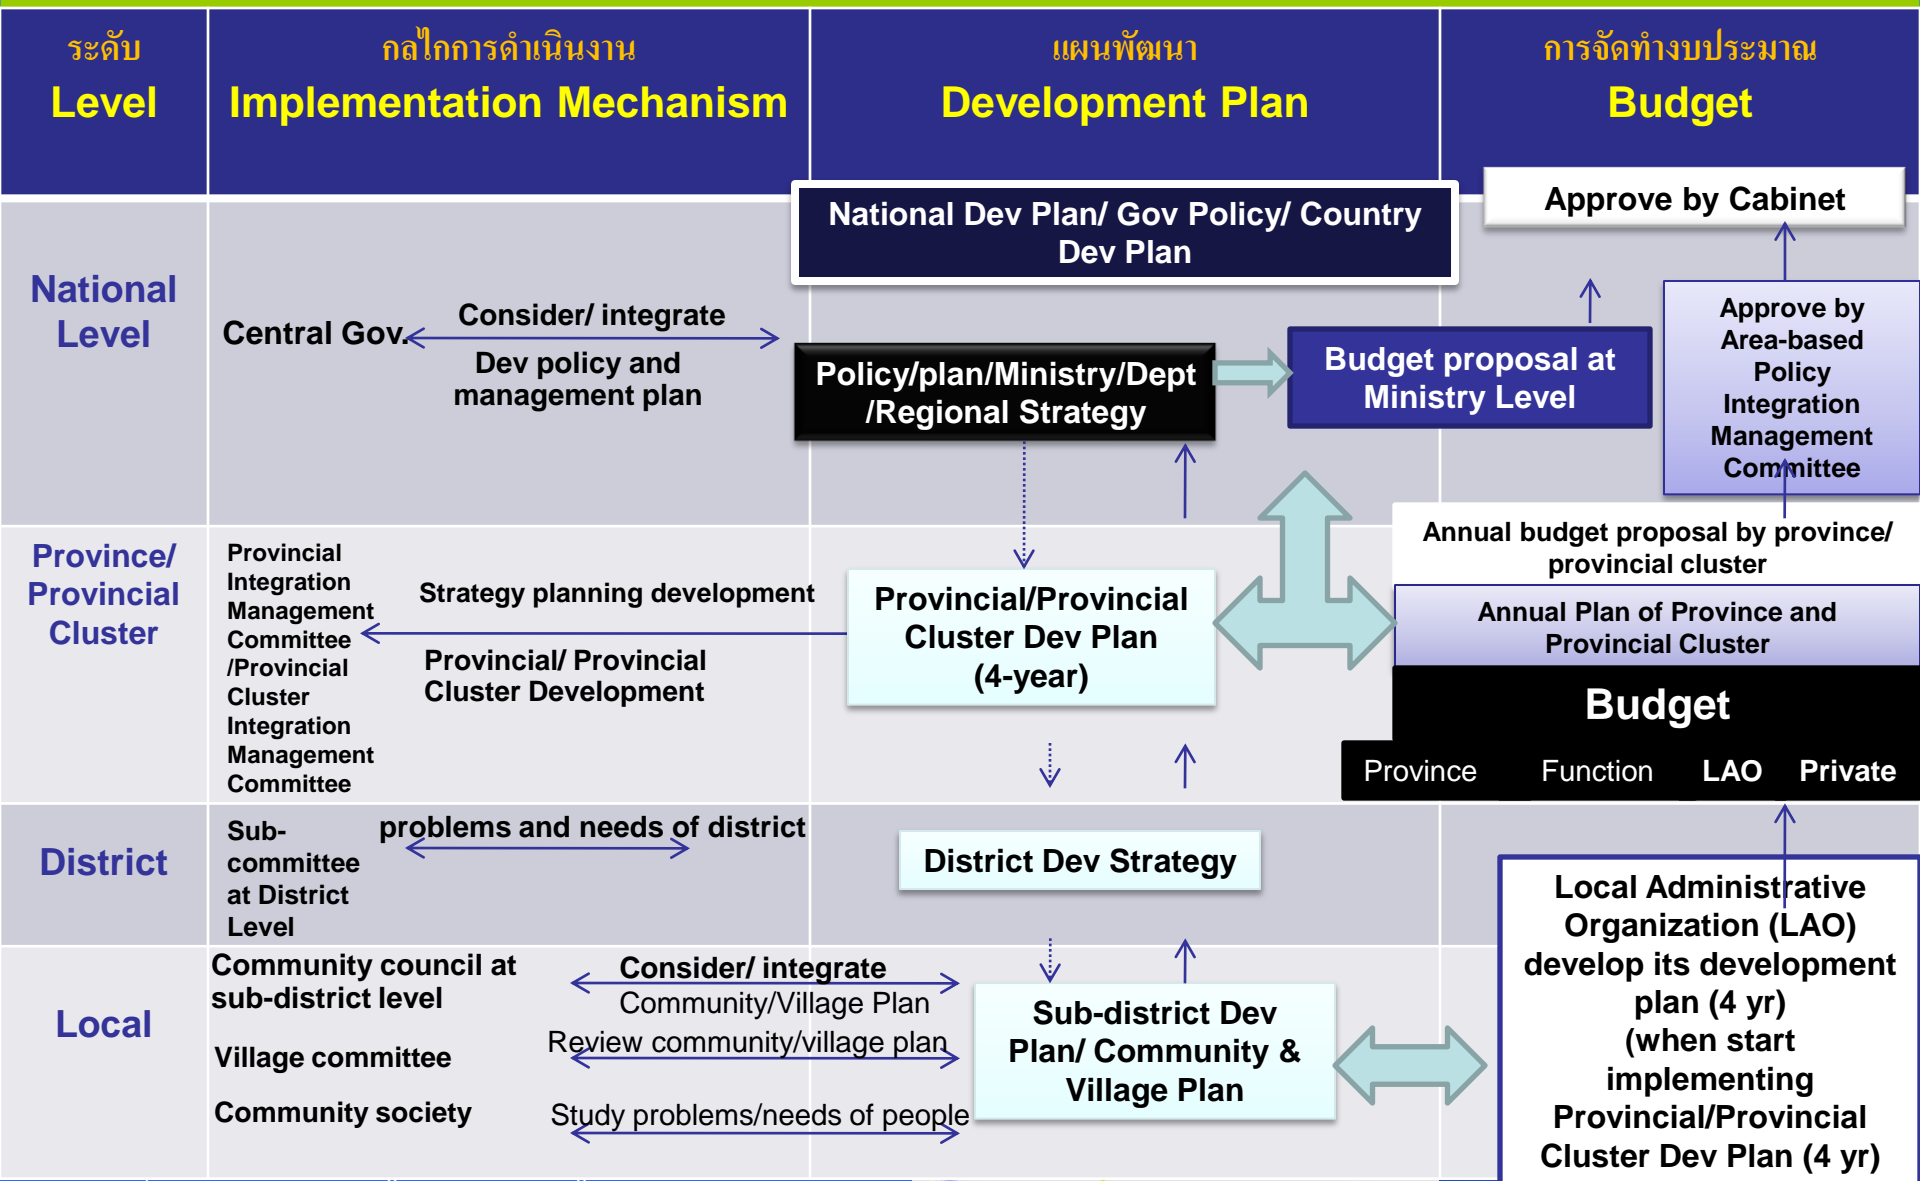 ระดับ
Level
กลไกการดำเนินงาน
Implementation Mechanism
แผนพัฒนา
Development Plan
การจัดทำงบประมาณ
Budget
National
Level
Central Gov.
Consider/ integrate
Dev policy and
management plan
National Dev Plan/ Gov Policy/ Country
Dev Plan
Policy/plan/Ministry/Dept
/Regional Strategy
Budget proposal at
Ministry Level
Approve by Cabinet
Approve by
Area-based
Policy
Integration
Management
Committee
Province/
Provincial
Cluster
Provincial
Integration
Management
Committee
/Provincial
Cluster
Integration
Management
Committee
Strategy planning development
Provincial/ Provincial
Cluster Development
Provincial/Provincial
Cluster Dev Plan
(4-year)
Annual budget proposal by province/
provincial cluster
Annual Plan of Province and
Provincial Cluster
Budget
Province Function LAO Private
District
Sub-
committee
at District
Level
problems and needs of district
District Dev Strategy
Local
Community council at
sub-district level
Consider/ integrate
Community/Village Plan
Village committee
Review community/village plan
Community society
Study problems/needs of people
Sub-district Dev
Plan/ Community &
Village Plan
Local Administrative
Organization (LAO)
develop its development
plan (4 yr)
(when start
implementing
Provincial/Provincial
Cluster Dev Plan (4 yr)